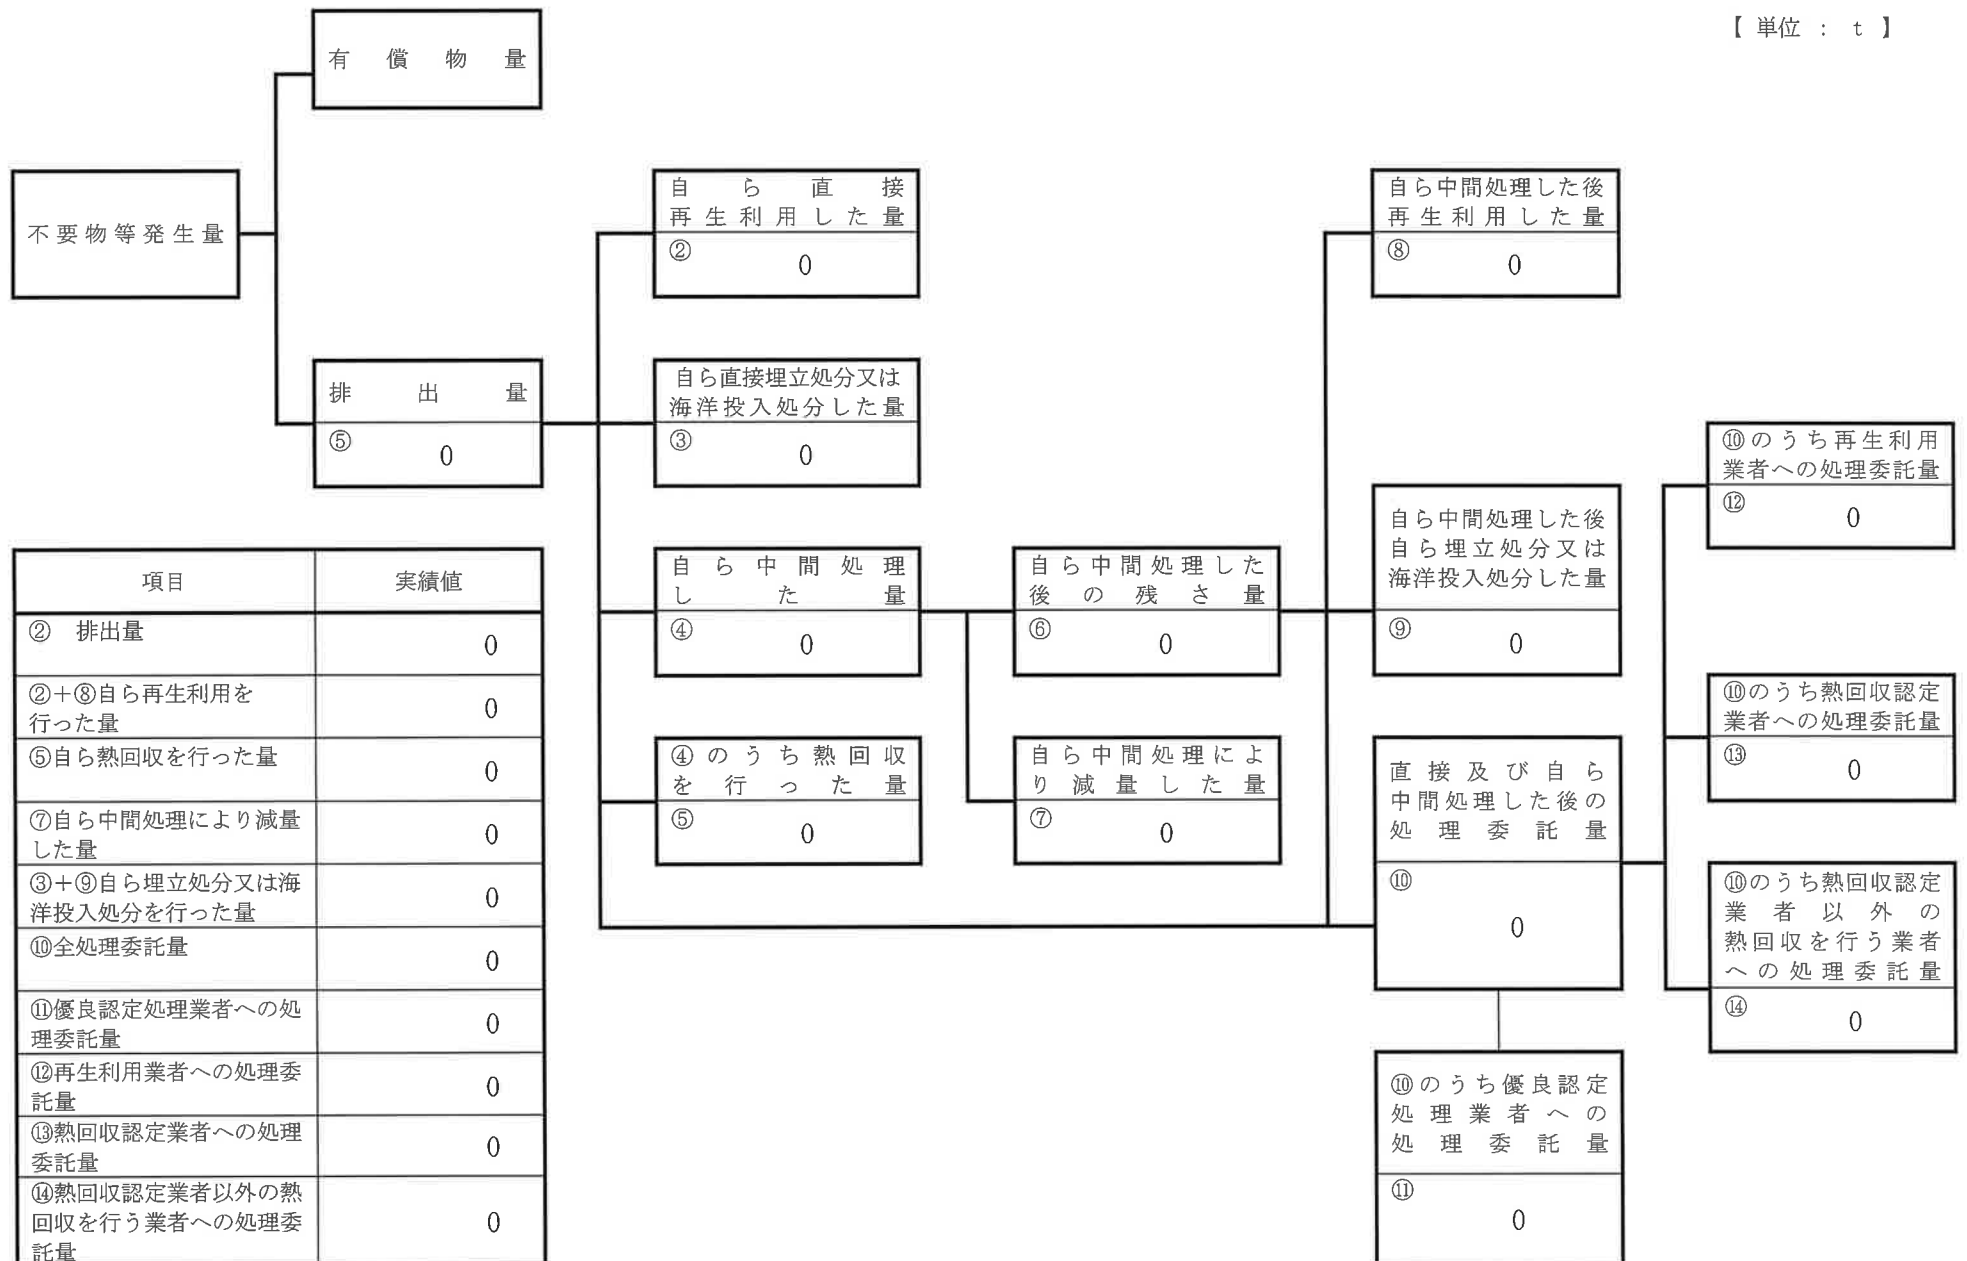 【 単位 ： t 】
有償物量
不要物等発生量
排出量
⑤
0
自ら直接
再生利用した量
②
0
自ら直接埋立処分又は
海洋投入処分した量
③
0
自ら中間処理
した量
④
0
④のうち熱回収
を行った量
⑤
0
自ら中間処理した
後の残さ量
⑥
0
自ら中間処理によ
り減量した量
⑦
0
自ら中間処理した後
再生利用した量
⑧
0
自ら中間処理した後
自ら埋立処分又は
海洋投入処分した量
⑨
0
直接及び自ら
中間処理した後の
処理委託量
⑩
0
⑩のうち優良認定
処理業者への
処理委託量
⑪
0
⑩のうち再生利用
業者への処理委託量
⑫
0
⑩のうち熱回収認定
業者への処理委託量
⑬
0
⑩のうち熱回収認定
業者以外の
熱回収を行う業者
への処理委託量
⑭
0
項目 実績値
② 排出量
0
②＋⑧自ら再生利用を
行った量
0
⑤自ら熱回収を行った量
0
⑦自ら中間処理により減量
した量
0
③＋⑨自ら埋立処分又は海
洋投入処分を行った量
0
⑩全処理委託量
0
⑪優良認定処理業者への処
理委託量
0
⑫再生利用業者への処理委
託量
0
⑬熱回収認定業者への処理
委託量
0
⑭熱回収認定業者以外の熱
回収を行う業者への処理委
託量
0